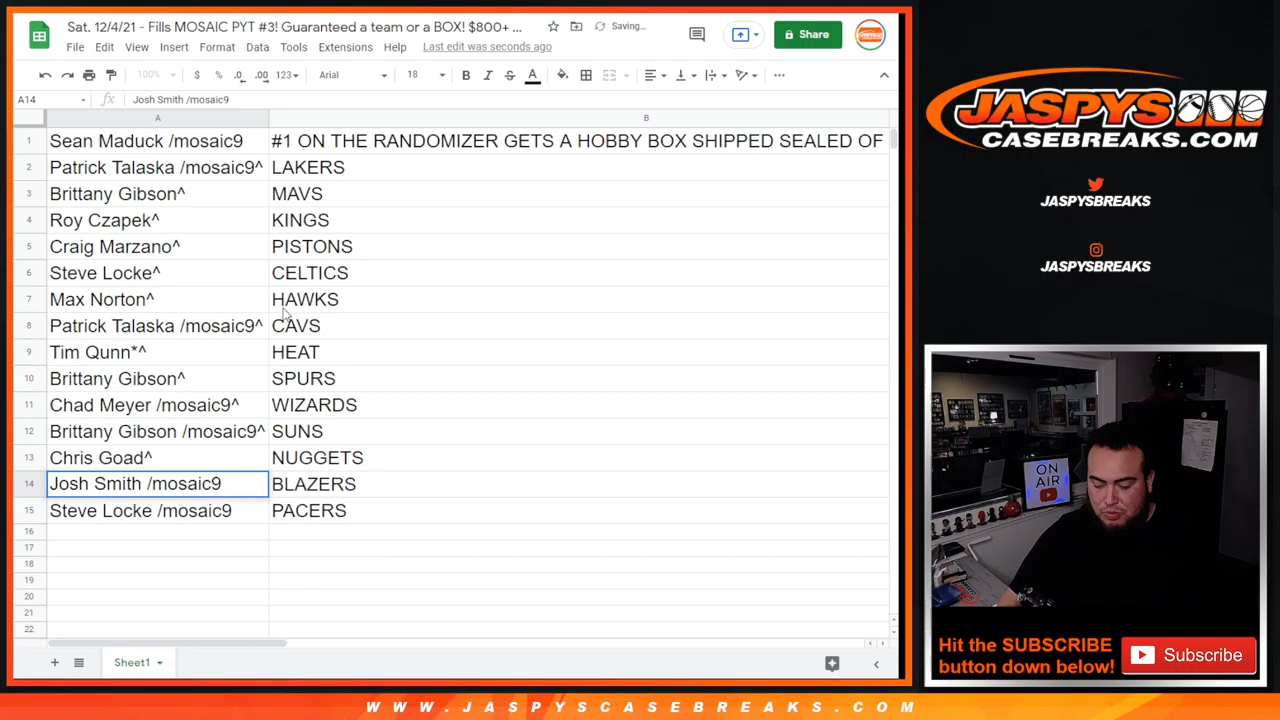 Sat. 12/4/21 - Fills MOSAIC PYT #3! Guaranteed a team or a BOX! $800+...
Saving...
Share
File Edit View Insert Format Data Tools Extensions Help Last edit was seconds ago
100% $ % .0 .00 123 Arial 18 B I S A
A14 fx Josh Smith /mosaic9
A B
1 Sean Maduck /mosaic9 #1 ON THE RANDOMIZER GETS A HOBBY BOX SHIPPED SEALED OF
2 Patrick Talaska /mosaic9^ LAKERS
3 Brittany Gibson^ MAVS
4 Roy Czapek^ KINGS
5 Craig Marzano^ PISTONS
6 Steve Locke^ CELTICS
7 Max Norton^ HAWKS
8 Patrick Talaska /mosaic9^ CAVS
9 Tim Qunn*^ HEAT
10 Brittany Gibson^ SPURS
11 Chad Meyer /mosaic9^ WIZARDS
12 Brittany Gibson /mosaic9^ SUNS
13 Chris Goad^ NUGGETS
14 Josh Smith /mosaic9 BLAZERS
15 Steve Locke /mosaic9 PACERS
16
17
18
19
20
21
22
Sheet1
JASPYS
CASEBREAKS.COM
JASPYSBREAKS
JASPYSBREAKS
ON
AIR
Hit the SUBSCRIBE
button down below!
Subscribe
WWW.JASPYSCASEBREAKS.COM